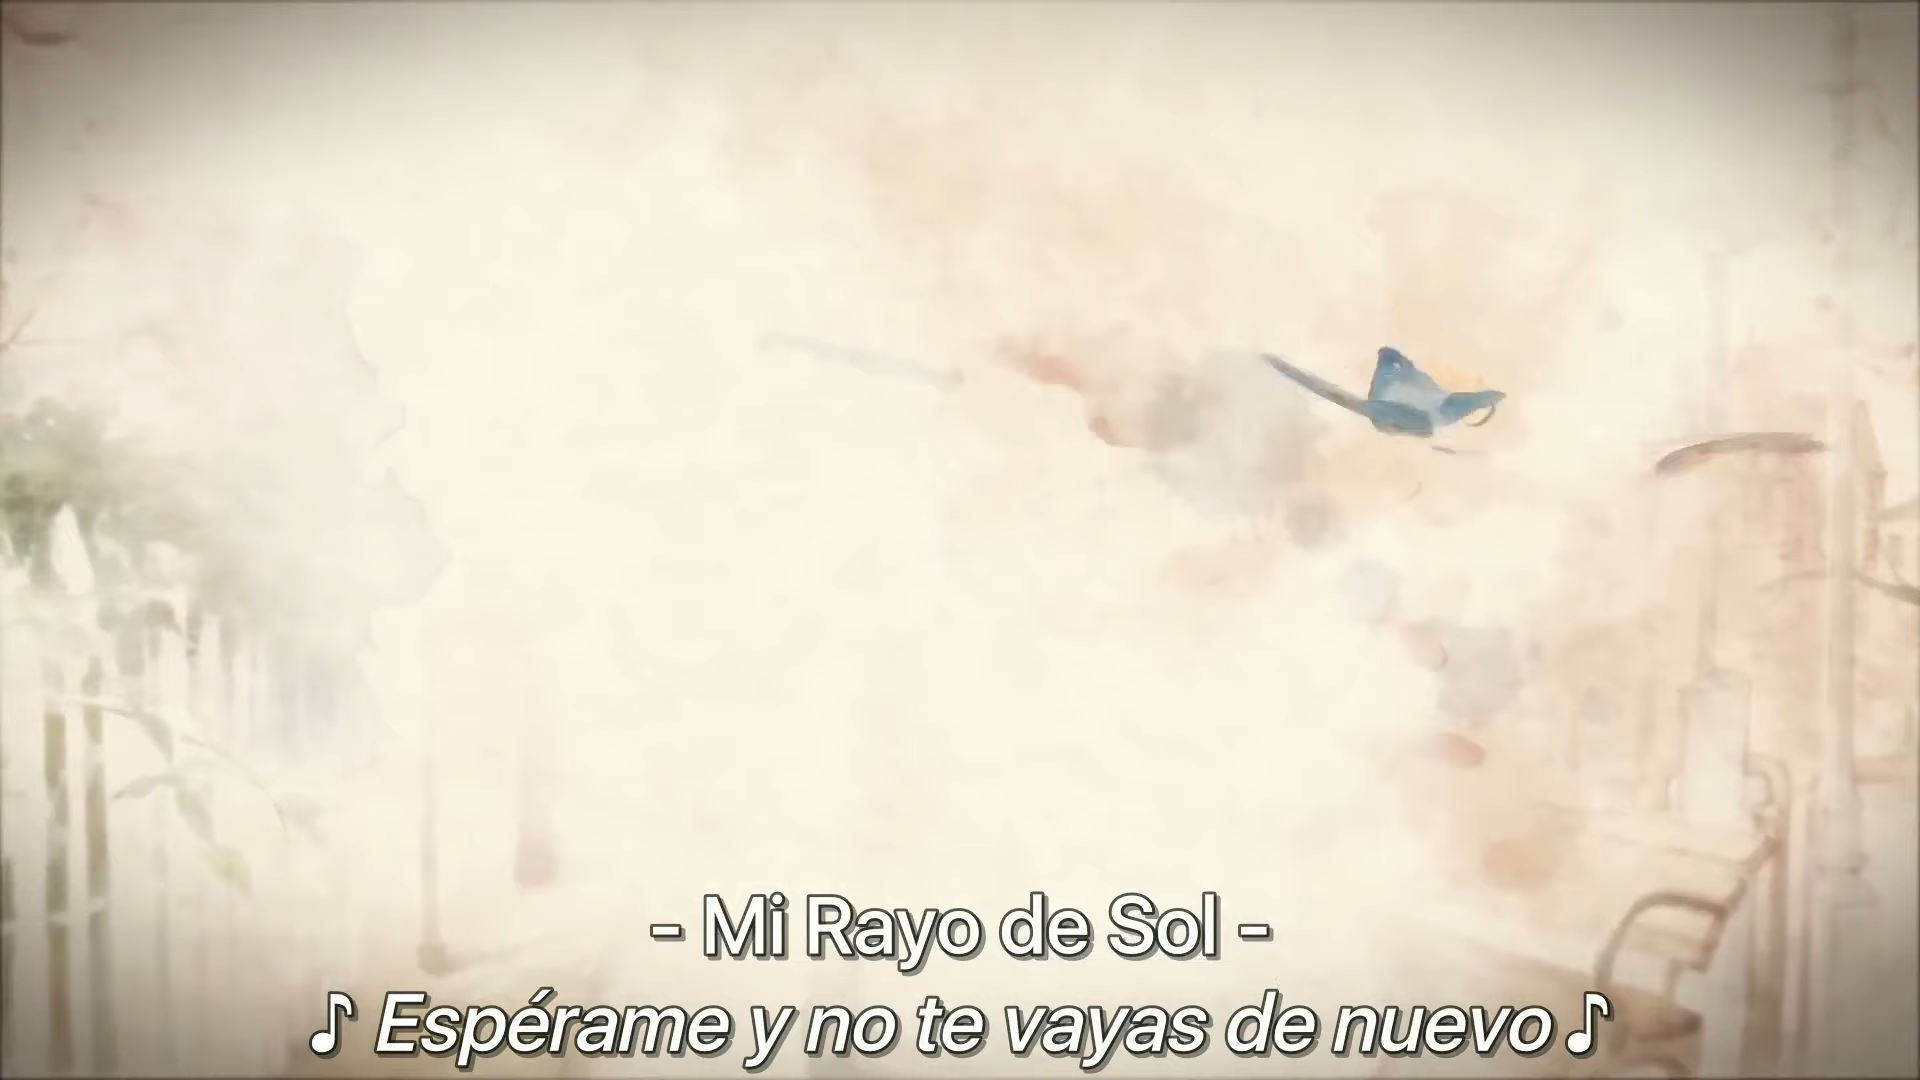 - Mi Rayo de Sol -
♪ Espérame y no te vayas de nuevo ♪